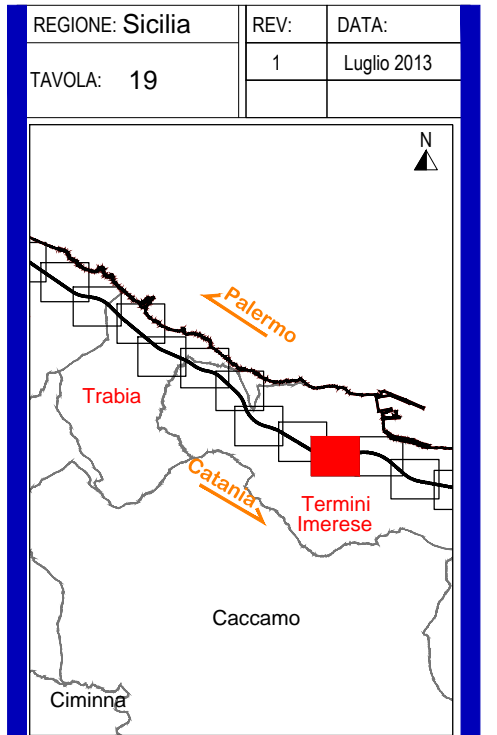 REGIONE: Sicilia
REV:
DATA:
TAVOLA: 19
1
Luglio 2013
N
Palermo
Trabia
Catania
Termini
Imerese
Caccamo
Ciminna